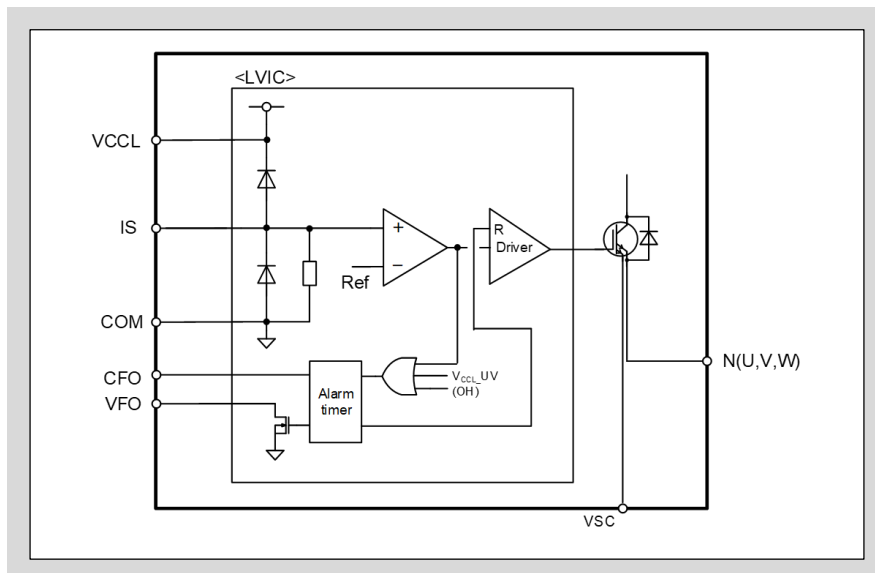 <LVIC>
VCCL
IS
+
R
Driver
−
Ref
COM
N(U,V,W)
CFO
VCCL_UV
(OH)
Alarm
timer
VFO
VSC